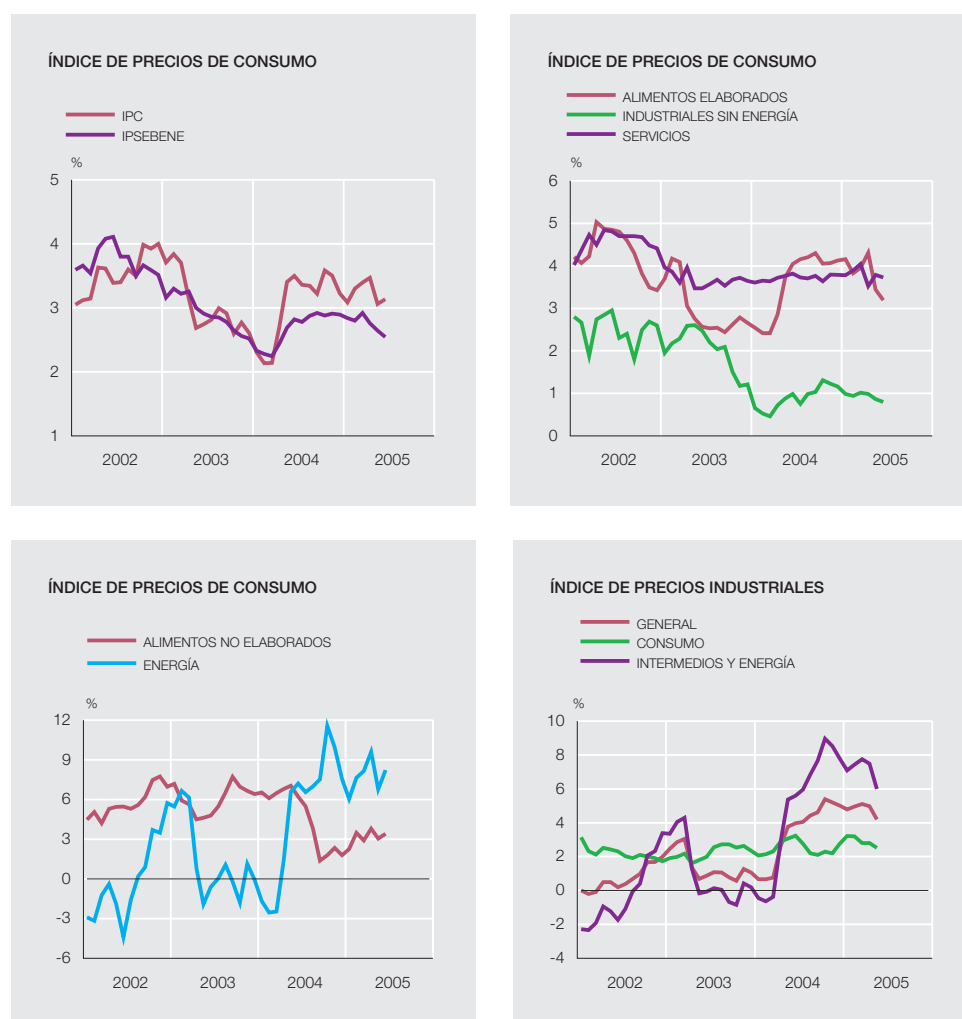 ÍNDICE DE PRECIOS DE CONSUMO
IPC
IPSEBENE
%
5
4
3
2
1
2002 2003 2004 2005
ÍNDICE DE PRECIOS DE CONSUMO
ALIMENTOS ELABORADOS
INDUSTRIALES SIN ENERGÍA
SERVICIOS
%
6
5
4
3
2
1
0
2002 2003 2004 2005
ÍNDICE DE PRECIOS DE CONSUMO
ALIMENTOS NO ELABORADOS
ENERGÍA
%
12
9
6
3
0
-3
-6
2002 2003 2004 2005
ÍNDICE DE PRECIOS INDUSTRIALES
GENERAL
CONSUMO
INTERMEDIOS Y ENERGÍA
%
10
8
6
4
2
0
-2
-4
2002 2003 2004 2005